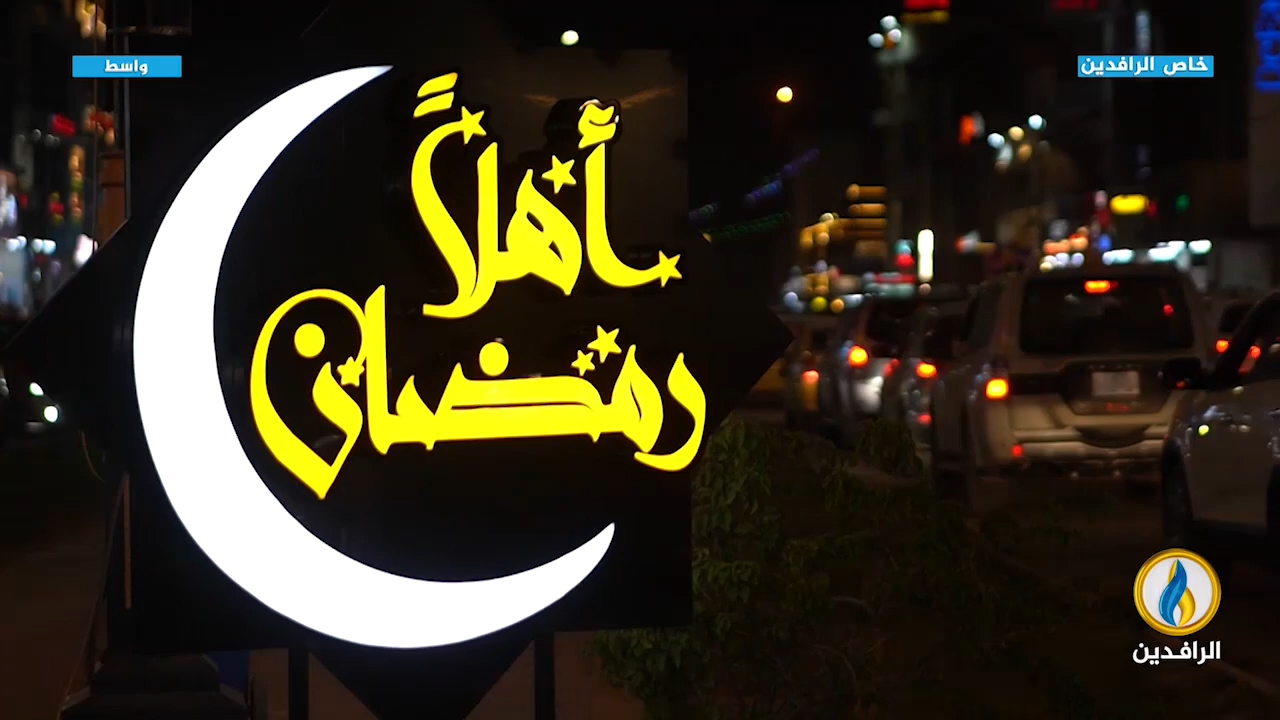 خاص الرافدين
واسط
أهلاً
رمضان
الرافدين